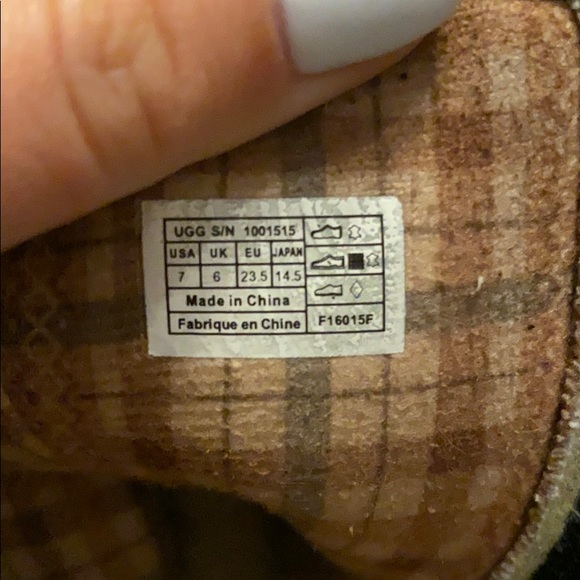 UGG S/N 1001515
USA UK EU JAPAN
7 6 23.5 14.5
Made in China
Fabrique en Chine F16015F